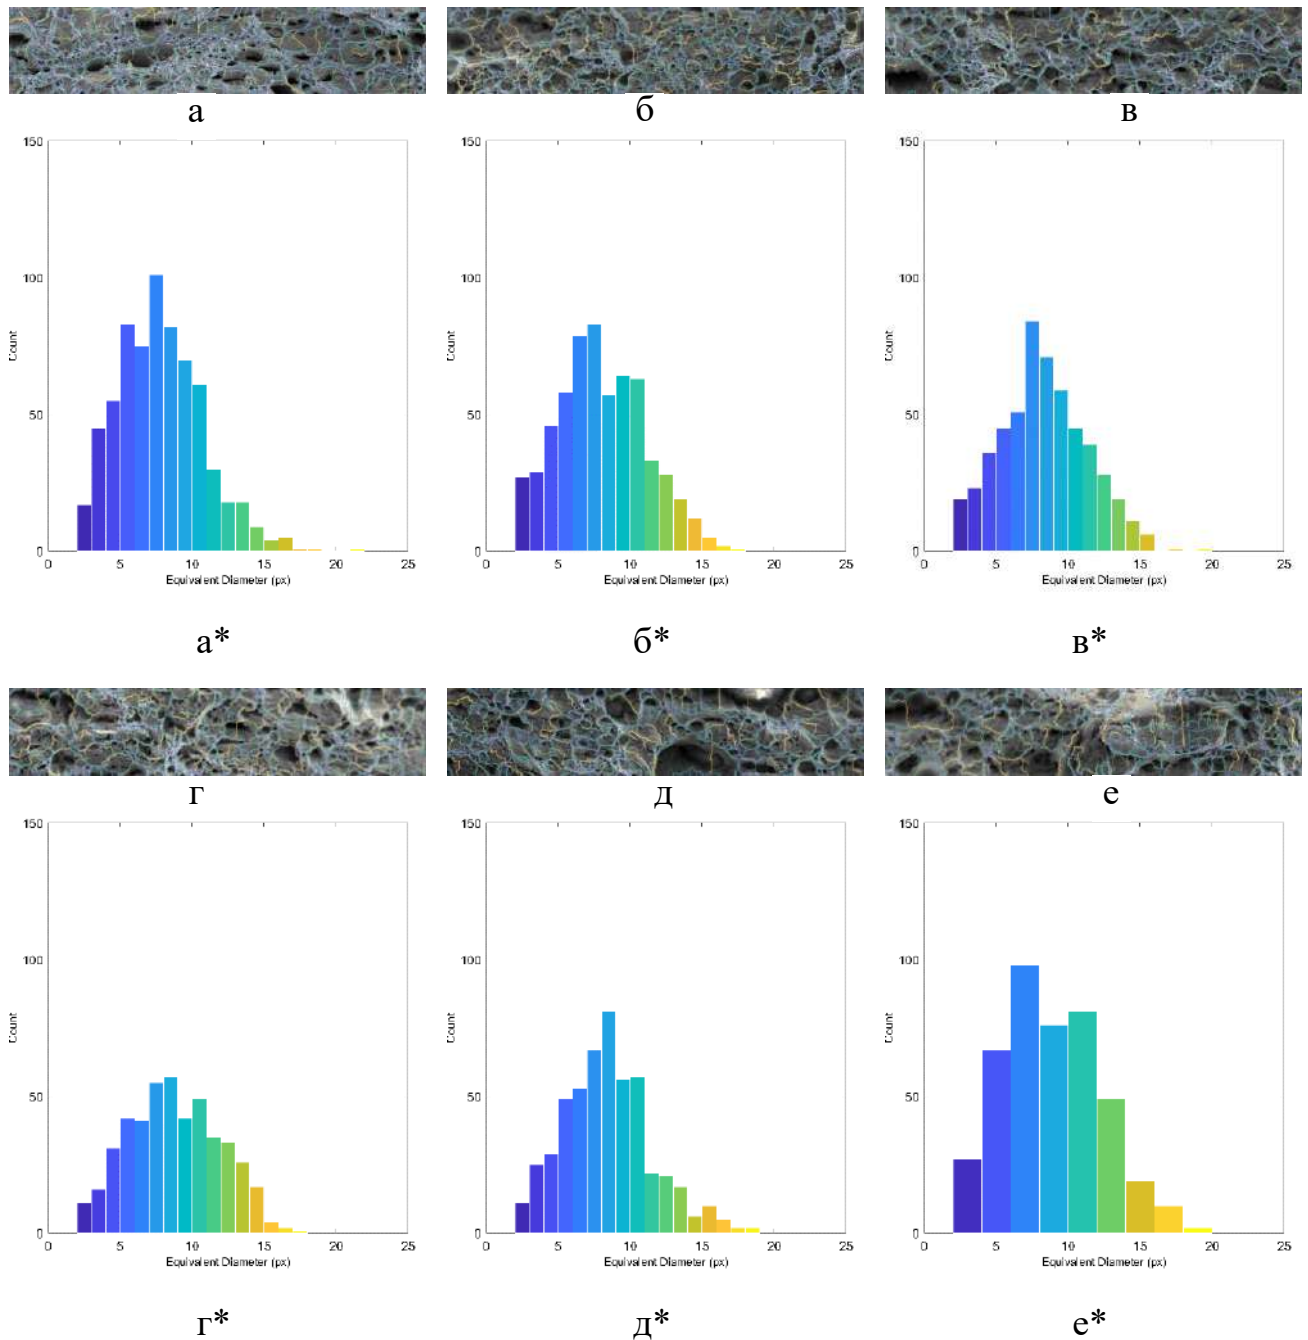 а б в
150 150 150
100 100 100
Count Count Count
50 50 50
0 0 0
0 5 10 15 20 25 0 5 10 15 20 25 0 5 10 15 20 25
Equivalent Diameter (px) Equivalent Diameter (px) Equivalent Diameter (px)
а* б* в*
г д е
150 150 150
100 100 100
Count Count Count
50 50 50
0 0 0
0 5 10 15 20 25 0 5 10 15 20 25 0 5 10 15 20 25
Equivalent Diameter (px) Equivalent Diameter (px) Equivalent Diameter (px)
г* д* е*